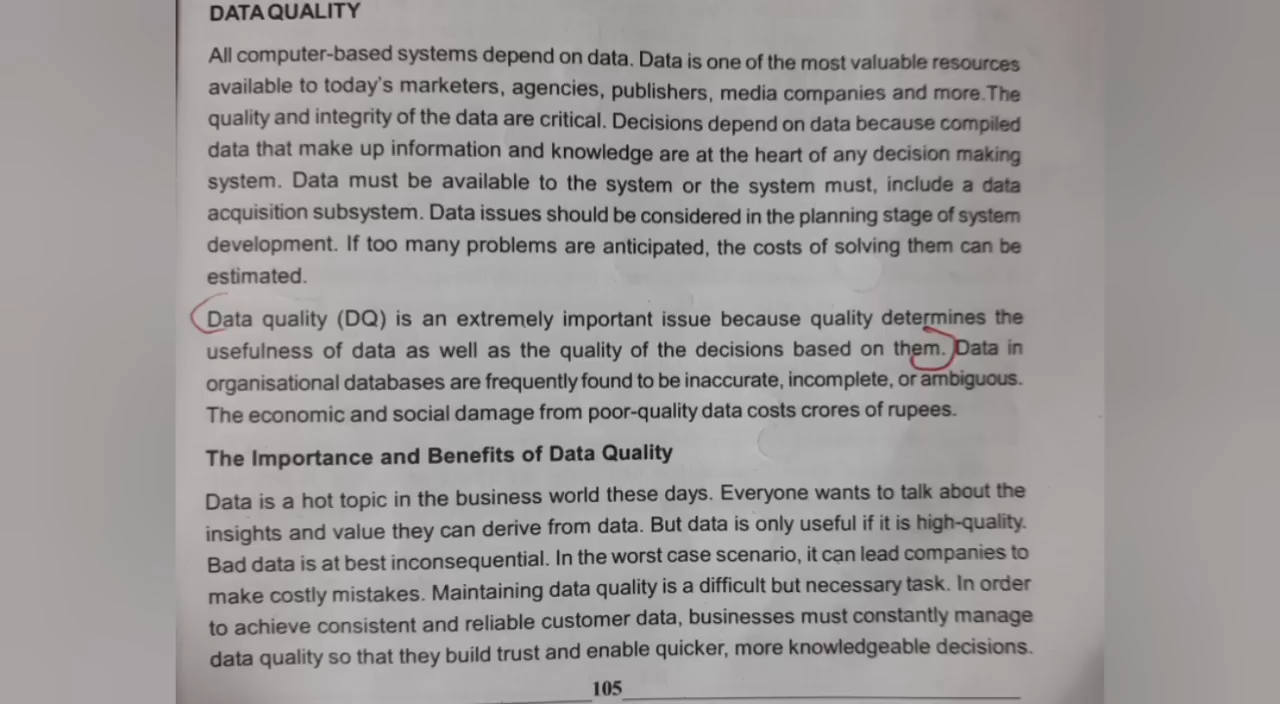 DATA QUALITY
All computer-based systems depend on data. Data is one of the most valuable resources
available to today's marketers, agencies, publishers, media companies and more.The
quality and integrity of the data are critical. Decisions depend on data because compiled
data that make up information and knowledge are at the heart of any decision making
system. Data must be available to the system or the system must, include a data
acquisition subsystem. Data issues should be considered in the planning stage of system
development. If too many problems are anticipated, the costs of solving them can be
estimated.
Data quality (DQ) is an extremely important issue because quality determines the
usefulness of data as well as the quality of the decisions based on them. Data in
organisational databases are frequently found to be inaccurate, incomplete, or ambiguous.
The economic and social damage from poor-quality data costs crores of rupees.
The Importance and Benefits of Data Quality
Data is a hot topic in the business world these days. Everyone wants to talk about the
insights and value they can derive from data. But data is only useful if it is high-quality.
Bad data is at best inconsequential. In the worst case scenario, it can lead companies to
make costly mistakes. Maintaining data quality is a difficult but necessary task. In order
to achieve consistent and reliable customer data, businesses must constantly manage
data quality so that they build trust and enable quicker, more knowledgeable decisions.
105